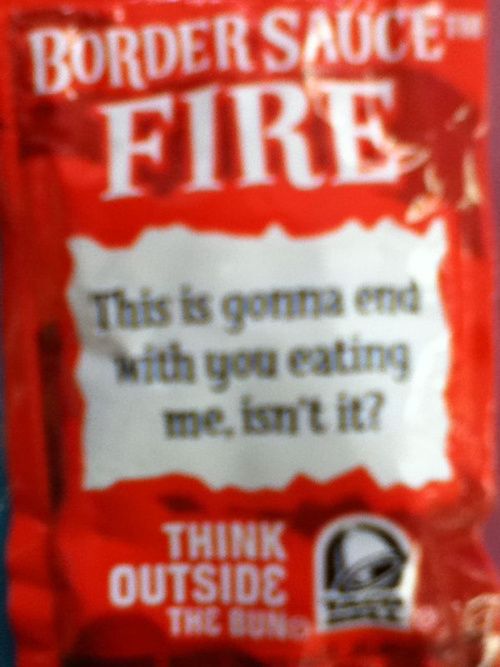 BORDER SAUCE™
FIRE
This is gonna end
with you eating
me, isn't it?
THINK
OUTSIDE
THE BUN